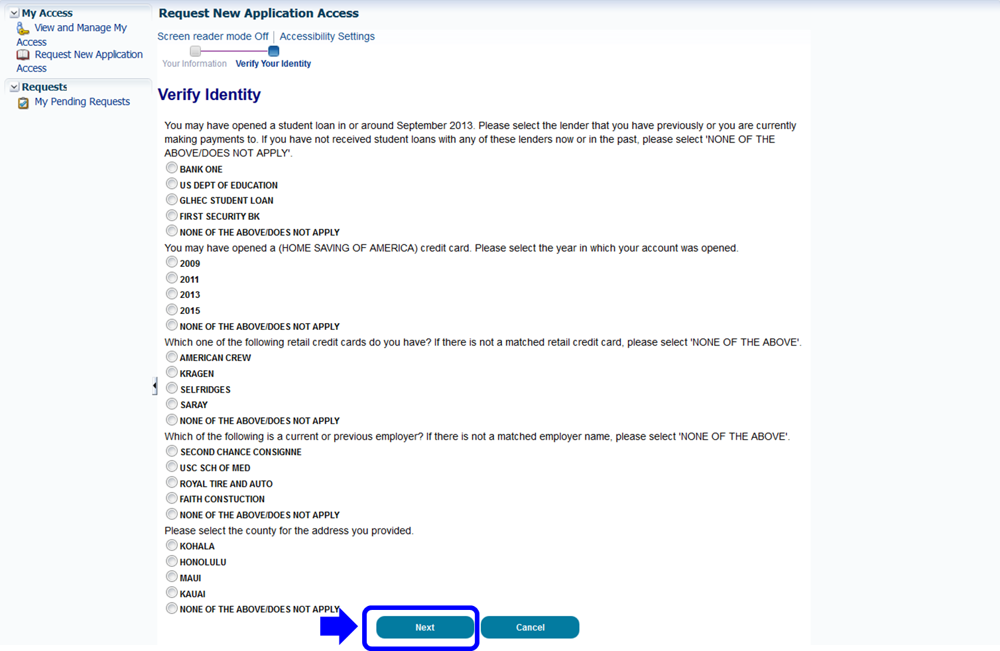 My Access
View and Manage My
Access
Request New Application
Access
Requests
My Pending Requests
Request New Application Access
Screen reader mode Off | Accessibility Settings
Your Information Verify Your Identity
Verify Identity
You may have opened a student loan in or around September 2013. Please select the lender that you have previously or you are currently
making payments to. If you have not received student loans with any of these lenders now or in the past, please select 'NONE OF THE
ABOVE/DOES NOT APPLY'.
BANK ONE
US DEPT OF EDUCATION
GLHEC STUDENT LOAN
FIRST SECURITY BK
NONE OF THE ABOVE/DOES NOT APPLY
You may have opened a (HOME SAVING OF AMERICA) credit card. Please select the year in which your account was opened.
2009
2011
2013
2015
NONE OF THE ABOVE/DOES NOT APPLY
Which one of the following retail credit cards do you have? If there is not a matched retail credit card, please select 'NONE OF THE ABOVE'.
AMERICAN CREW
KRAGEN
SELFRIDGES
SARAY
NONE OF THE ABOVE/DOES NOT APPLY
Which of the following is a current or previous employer? If there is not a matched employer name, please select 'NONE OF THE ABOVE'.
SECOND CHANCE CONSIGNNE
USC SCH OF MED
ROYAL TIRE AND AUTO
FAITH CONSTUCTION
NONE OF THE ABOVE/DOES NOT APPLY
Please select the county for the address you provided.
KOHALA
HONOLULU
MAUI
KAUAI
NONE OF THE ABOVE/DOES NOT APPLY
Next Cancel